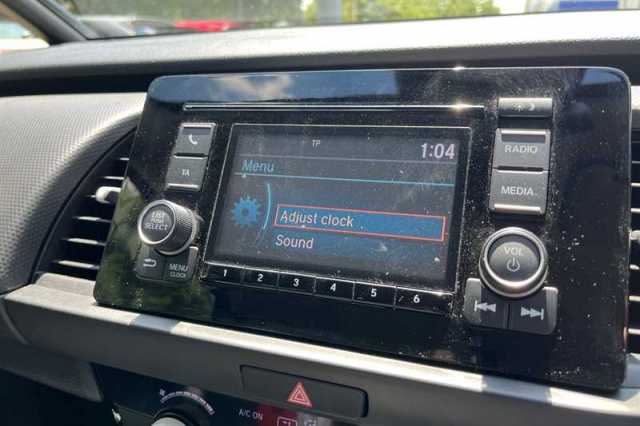 TP
1:04
Menu
Adjust clock
Sound
TA
LIST
PUSH
SELECT
MENU
CLOCK
1 2 3 4 5 6
RADIO
MEDIA
VOL
A/C ON